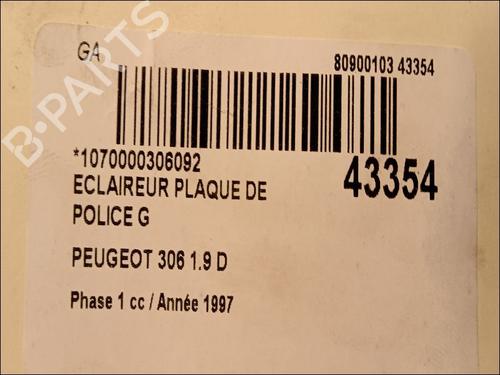 GA
80900103 43354
*1070000306092
43354
ECLAIREUR PLAQUE DE
POLICE G
PEUGEOT 306 1.9 D
Phase 1 cc / Année 1997
B-PARTS